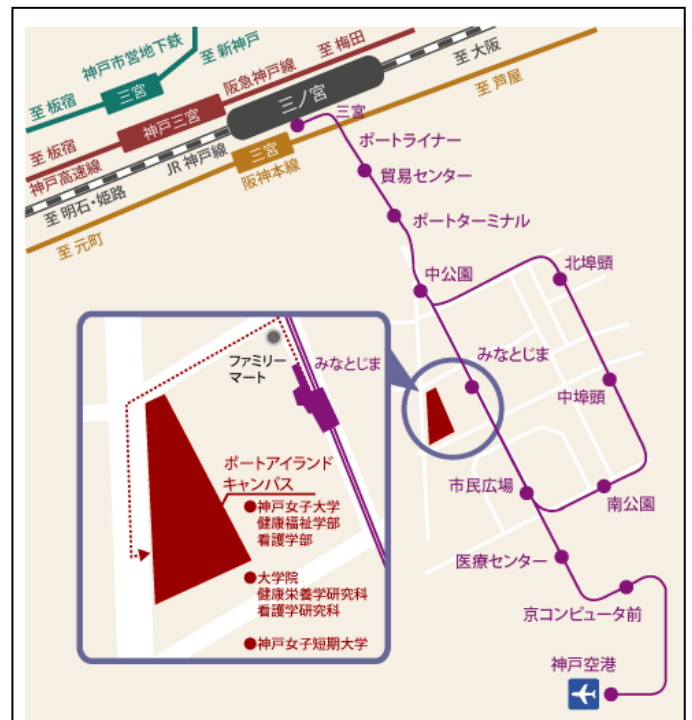 神戸市営地下鉄
至 新神戸
三宮
至 板宿
至 梅田
阪急神戸線
神戸三宮
至 板宿
神戸高速線
至 大阪
三ノ宮
JR 神戸線
至 明石・姫路
至 芦屋
三宮
阪神本線
至 元町
三宮
ポートライナー
貿易センター
ポートターミナル
中公園
北埠頭
みなとじま
中埠頭
市民広場
南公園
医療センター
京コンピュータ前
神戸空港
ファミリー
マート
みなとじま
ポートアイランド
キャンパス
●神戸女子大学
健康福祉学部
看護学部
●大学院
健康栄養学研究科
看護学研究科
●神戸女子短期大学